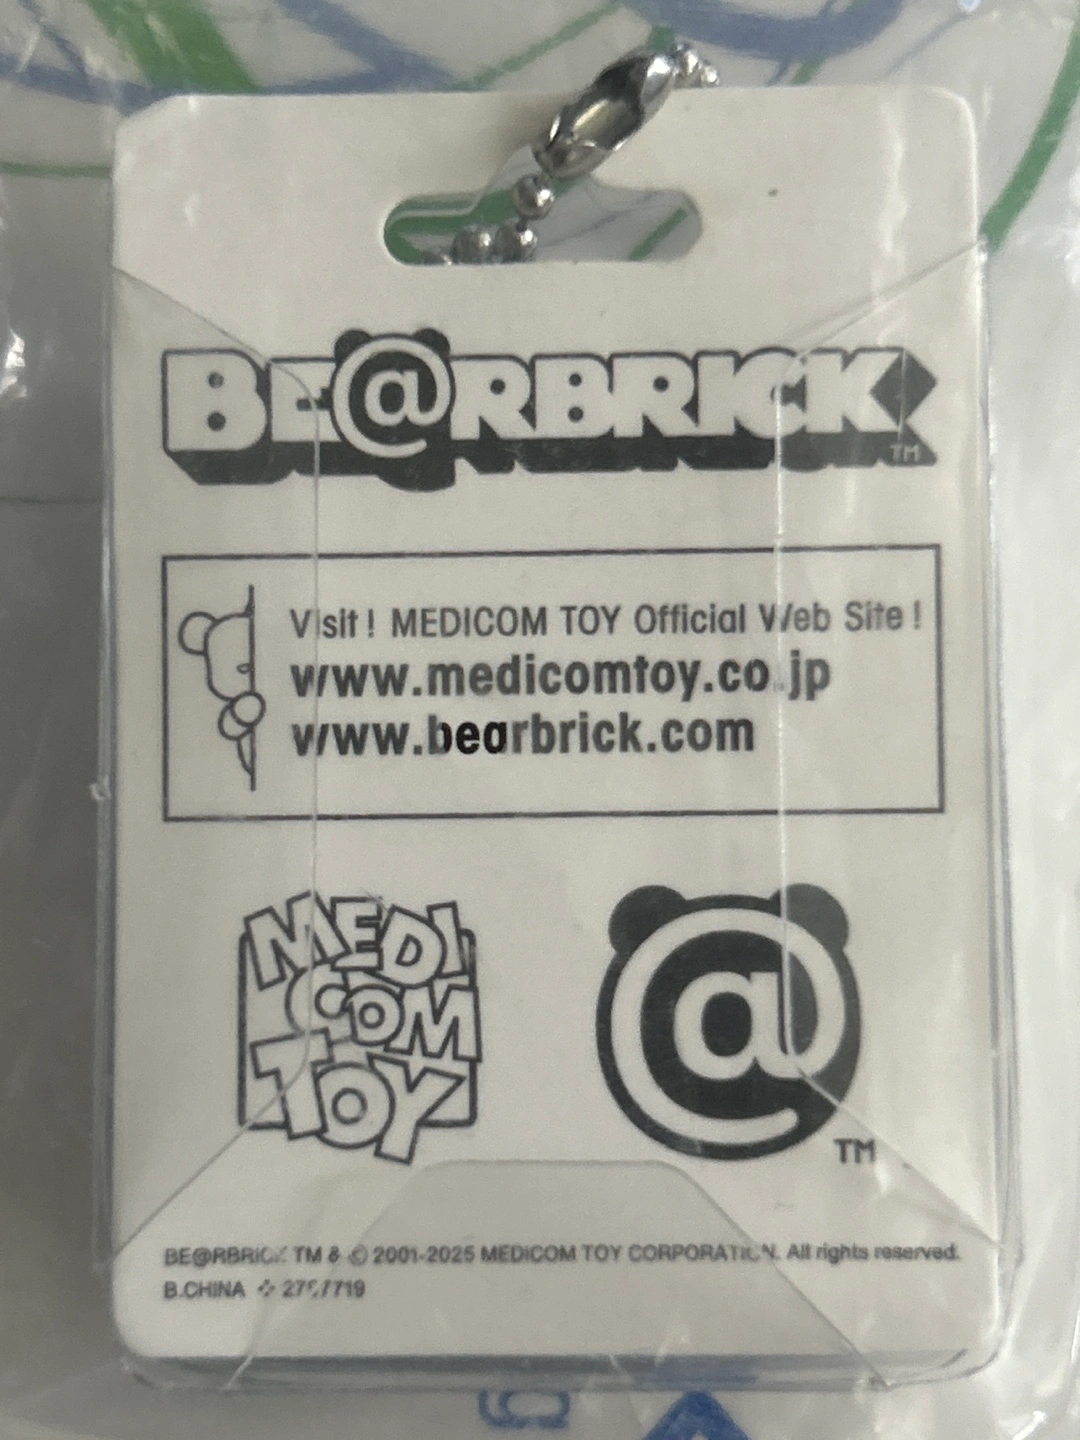 BE@RBRICK TM
Visit! MEDICOM TOY Official Web Site!
www.medicomtoy.co.jp
www.bearbrick.com
MEDI
COM
TOY
@
TM
BE@RBRICK TM & © 2001-2025 MEDICOM TOY CORPORATION. All rights reserved.
B.CHINA